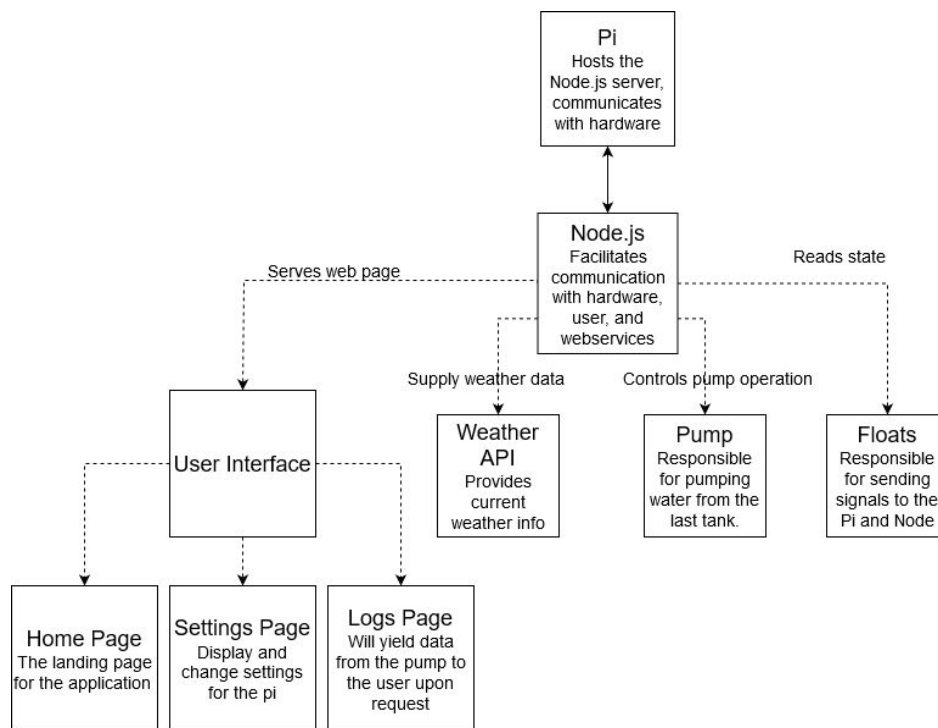 Pi
Hosts the
Node.js server,
communicates
with hardware
Node.js
Facilitates
communication
with hardware,
user, and
webservices
Serves web page
Reads state
Supply weather data
Controls pump operation
User Interface
Weather
API
Provides
current
weather info
Pump
Responsible
for pumping
water from the
last tank.
Floats
Responsible
for sending
signals to the
Pi and Node
Home Page
The landing page
for the application
Settings Page
Display and
change settings
for the pi
Logs Page
Will yield data
from the pump to
the user upon
request